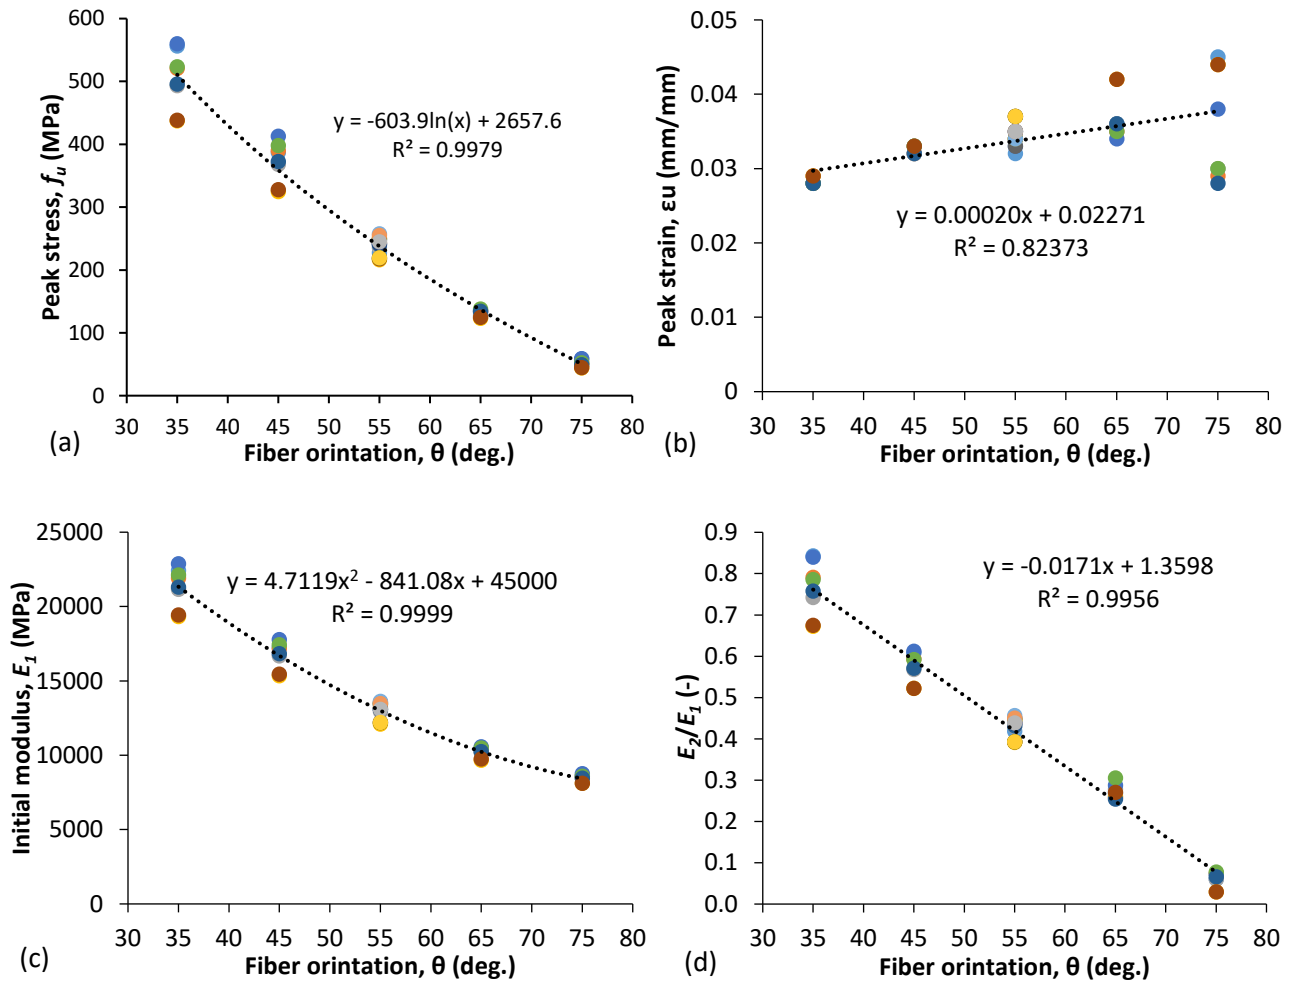 600
500
400
300
200
100
0
Peak stress, fu (MPa)
y = -603.9ln(x) + 2657.6
R² = 0.9979
30 35 40 45 50 55 60 65 70 75 80
(a)
Fiber orintation, θ (deg.)
0.05
0.04
0.03
0.02
0.01
0
Peak strain, εu (mm/mm)
y = 0.00020x + 0.02271
R² = 0.82373
30 35 40 45 50 55 60 65 70 75 80
(b)
Fiber orintation, θ (deg.)
25000
20000
15000
10000
5000
0
Initial modulus, E1 (MPa)
y = 4.7119x² - 841.08x + 45000
R² = 0.9999
30 35 40 45 50 55 60 65 70 75 80
(c)
Fiber orintation, θ (deg.)
0.9
0.8
0.7
0.6
0.5
0.4
0.3
0.2
0.1
0.0
E2/E1 (-)
y = -0.0171x + 1.3598
R² = 0.9956
30 35 40 45 50 55 60 65 70 75 80
(d)
Fiber orintation, θ (deg.)